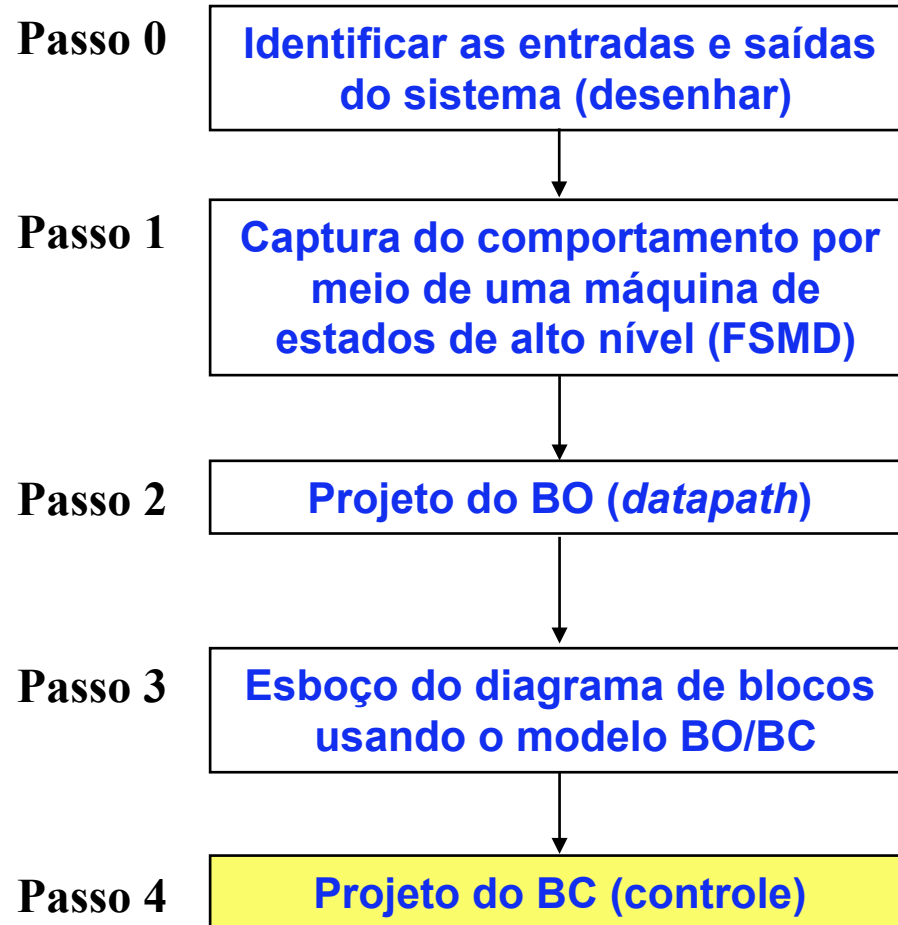 Passo 0
Identificar as entradas e saídas
do sistema (desenhar)
Passo 1
Captura do comportamento por
meio de uma máquina de
estados de alto nível (FSMD)
Passo 2
Projeto do BO (datapath)
Passo 3
Esboço do diagrama de blocos
usando o modelo BO/BC
Passo 4
Projeto do BC (controle)